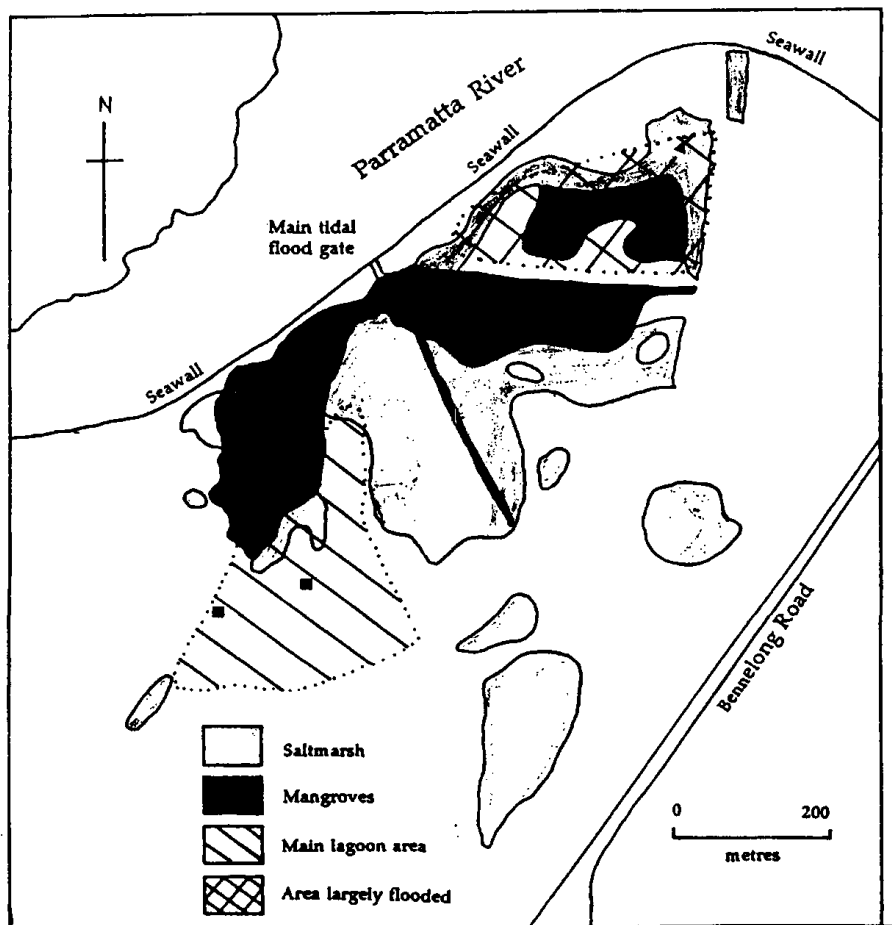 Seawall
Parramatta River
N
Seawall
Main tidal
flood gate
Seawall
Bennelong Road
Saltmarsh
Mangroves
Main lagoon area
Area largely flooded
0 200
metres